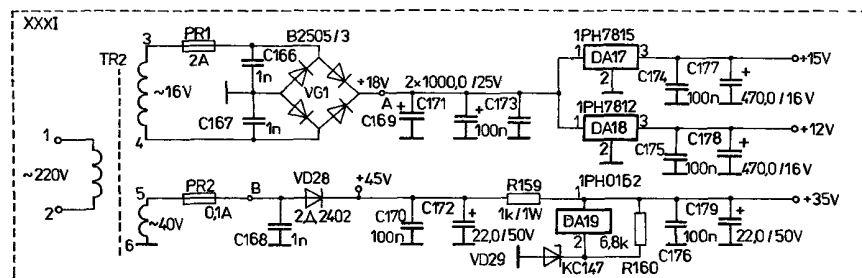 XXXI
TR2
1
2
~220V
3
4
~16V
PR1
2A
C166
1n
C167
1n
B2505/3
VG1
+18V
A
C169
C171
2×1000,0/25V
C173
100n
1PH7815
1
DA17
3
2
C174
100n
C177
+
470,0/16V
+15V
1PH7812
1
DA18
3
2
C175
100n
C178
+
470,0/16V
+12V
5
6
~40V
PR2
0,1A
B
C168
1n
VD28
2Д2402
+45V
C170
100n
C172
+
22,0/50V
R159
1k/1W
1PH0152
1
DA19
2
VD29
KC147
6,8k
R160
C176
100n
C179
+
22,0/50V
+35V